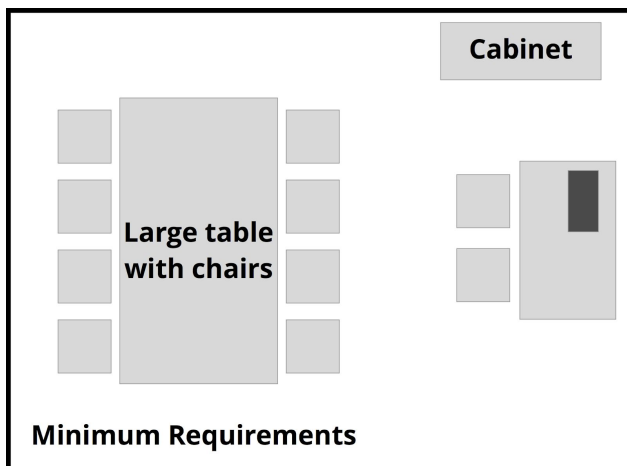 Cabinet
Large table
with chairs
Minimum Requirements